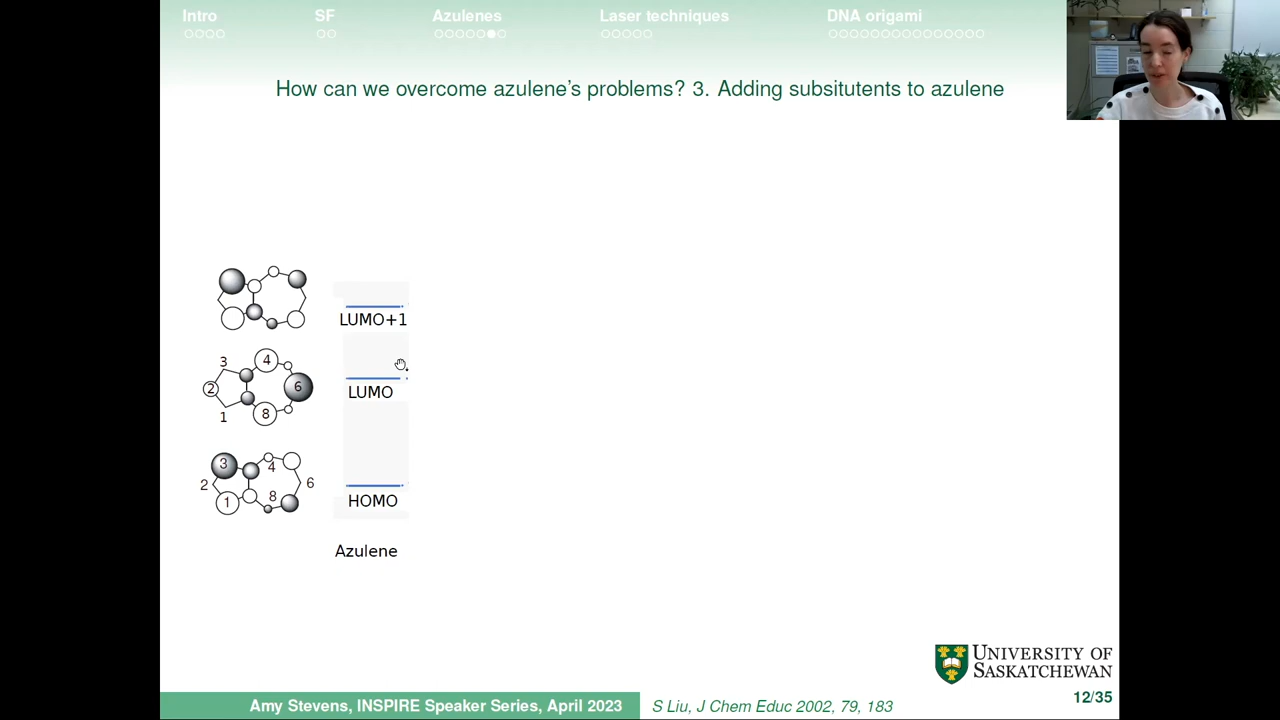 Intro SF Azulenes Laser techniques DNA origami
How can we overcome azulene's problems? 3. Adding subsitutents to azulene
LUMO+1
3 4
2 6
1 8
LUMO
3 4
2 6
1 8
HOMO
Azulene
UNIVERSITY OF
SASKATCHEWAN
12/35
Amy Stevens, INSPIRE Speaker Series, April 2023 S Liu, J Chem Educ 2002, 79, 183